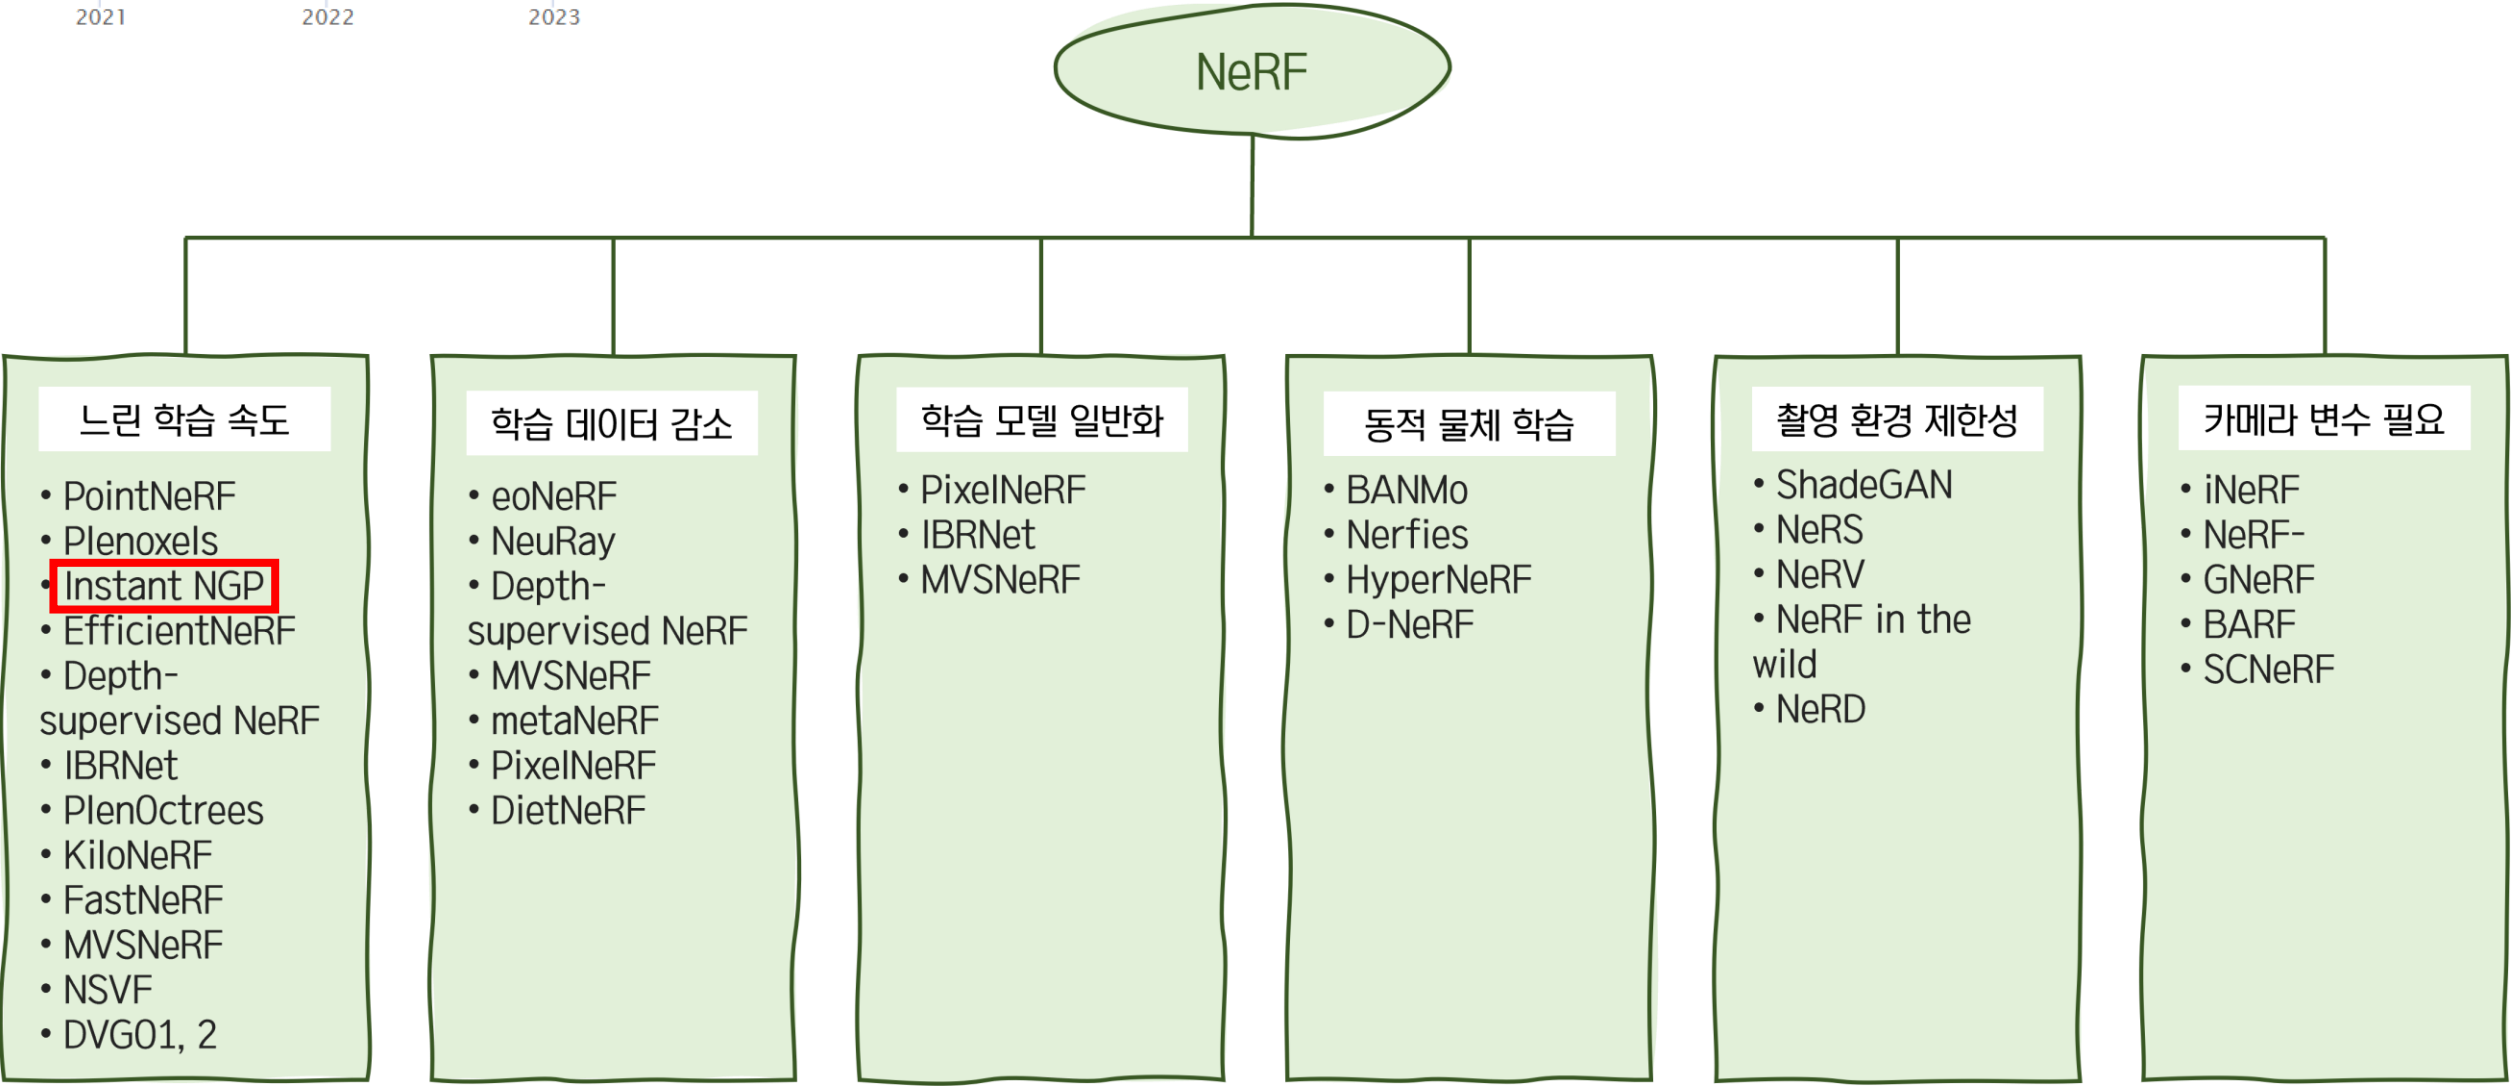 2021 2022 2023
NeRF
느린 학습 속도
• PointNeRF
• Plenoxels
• Instant NGP
• EfficientNeRF
• Depth-
supervised NeRF
• IBRNet
• PlenOctrees
• KiloNeRF
• FastNeRF
• MVSNeRF
• NSVF
• DVGO1, 2
학습 데이터 감소
• eoNeRF
• NeuRay
• Depth-
supervised NeRF
• MVSNeRF
• metaNeRF
• PixelNeRF
• DietNeRF
학습 모델 일반화
• PixelNeRF
• IBRNet
• MVSNeRF
동적 물체 학습
• BANMo
• Nerfies
• HyperNeRF
• D-NeRF
촬영 환경 제한성
• ShadeGAN
• NeRS
• NeRV
• NeRF in the
wild
• NeRD
카메라 변수 필요
• iNeRF
• NeRF-
• GNeRF
• BARF
• SCNeRF